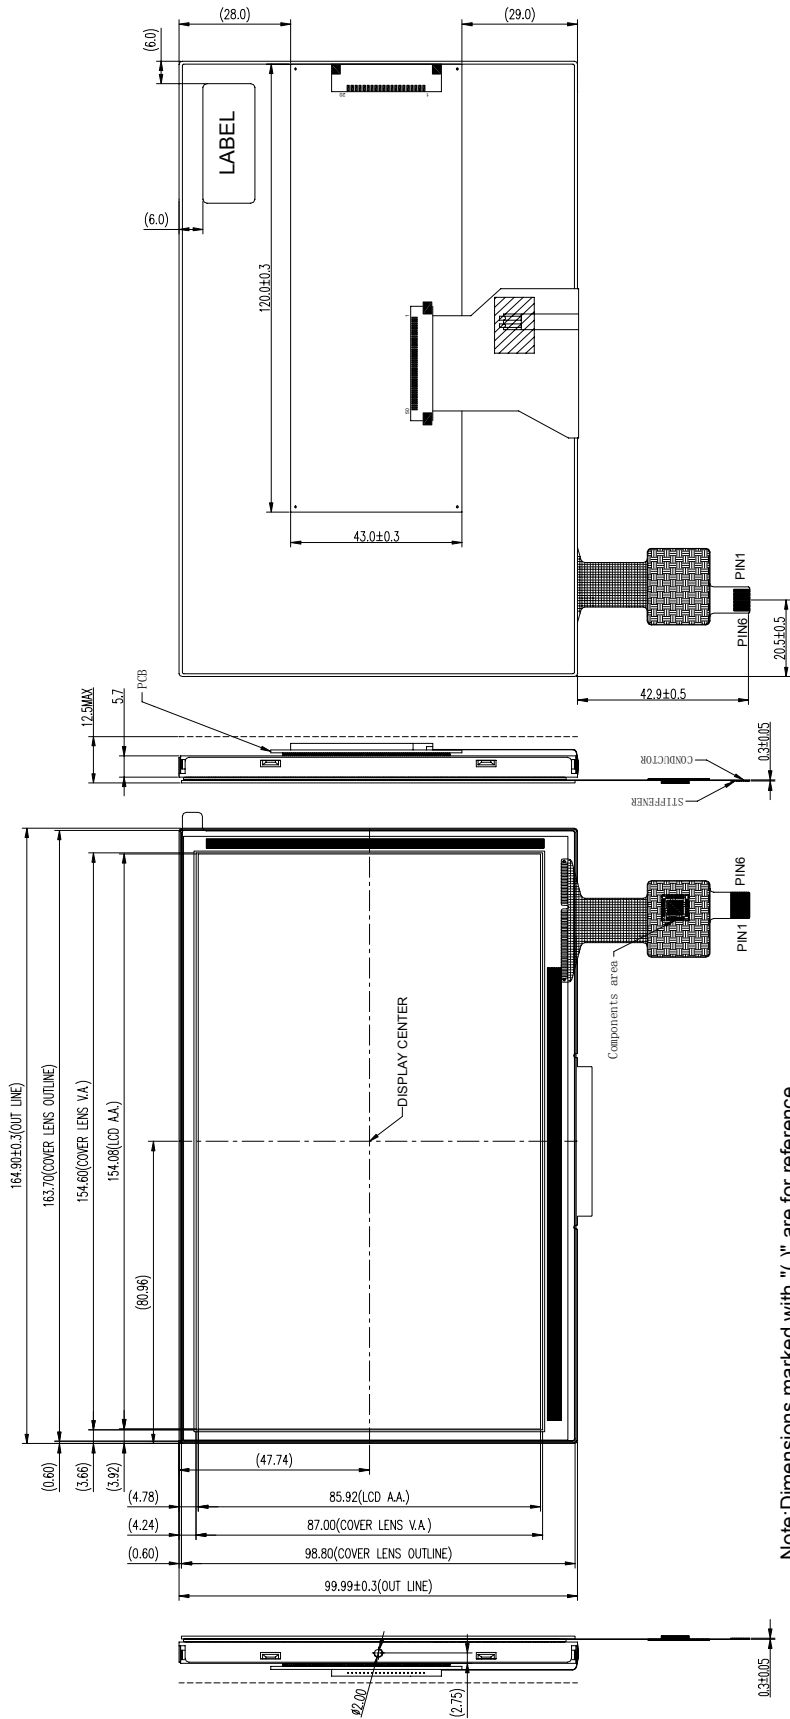 (28.0)
(29.0)
(6.0)
LABEL
(6.0)
20
1
120.0±0.3
1
50
43.0±0.3
PIN1
PIN6
20.5±0.5
42.9±0.5
12.5MAX
5.7
PCB
0.3±0.05
CONDUCTOR
STIFFENER
164.90±0.3(OUT LINE)
163.70(COVER LENS OUTLINE)
154.60(COVER LENS V.A.)
154.08(LCD A.A.)
(80.96)
DISPLAY CENTER
Components area
PIN6
PIN1
(0.60)
(3.66)
(3.92)
(47.74)
(4.78)
85.92(LCD A.A.)
(4.24)
87.00(COVER LENS V.A.)
(0.60)
98.80(COVER LENS OUTLINE)
99.99±0.3(OUT LINE)
ø2.00
(2.75)
0.3±0.05
Note:Dimensions marked with "( )" are for reference